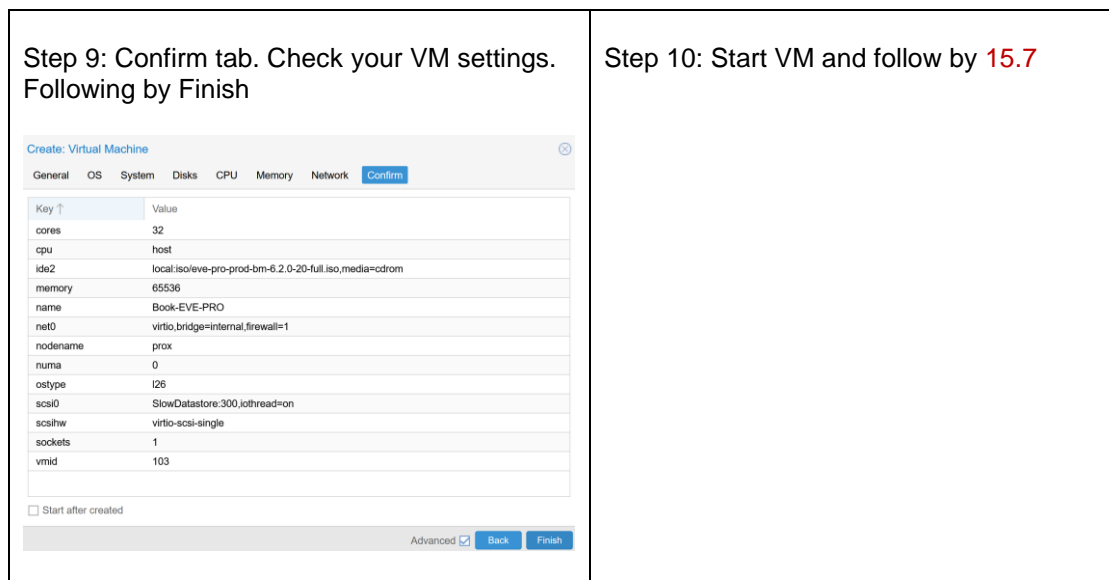 Step 9: Confirm tab. Check your VM settings.
Following by Finish
Create: Virtual Machine
General OS System Disks CPU Memory Network Confirm
Key ↑ Value
cores 32
cpu host
ide2 local:iso/eve-pro-prod-bm-6.2.0-20-full.iso,media=cdrom
memory 65536
name Book-EVE-PRO
net0 virtio,bridge=internal,firewall=1
nodename prox
numa 0
ostype l26
scsi0 SlowDatastore:300,iothread=on
scsihw virtio-scsi-single
sockets 1
vmid 103
Start after created
Advanced Back Finish
Step 10: Start VM and follow by 15.7